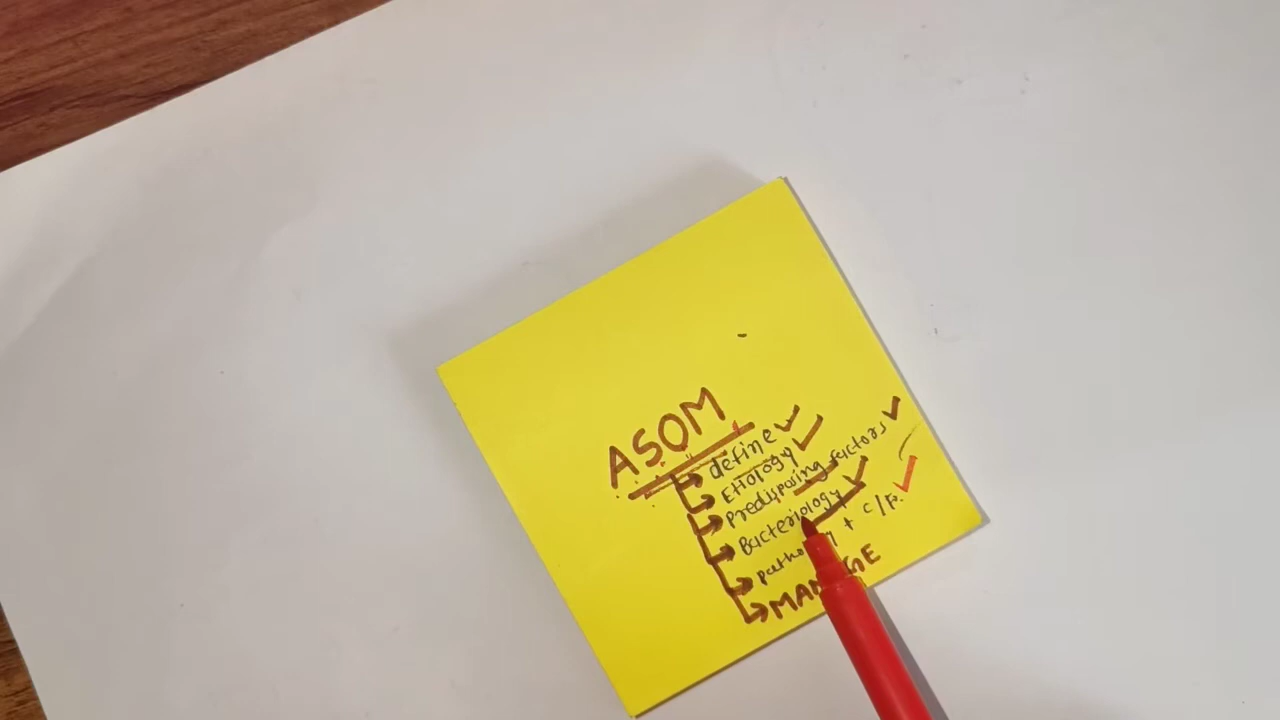 ASOM
define
Etiology
Predisposing factors
Bacteriology
+ C/F.